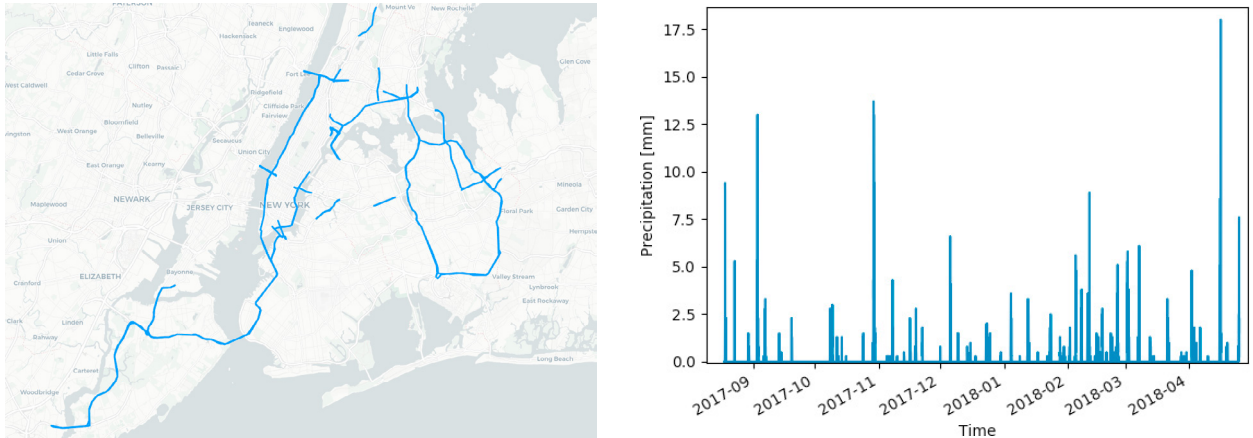 PATERSON
Mount Ve
New Rochelle
Teaneck
Englewood
Hackensack
Little Falls
Glen Cove
Clifton
Passaic
Cedar Grove
Fort Le
West Caldwell
Ridgefield
Nutley
Cliffside Park
Fairview
Bloomfield
West Orange
Belleville
Secaucus
Union City
East Orange
Kearny
Mineola
NEWARK
Maplewood
JERSEY CITY
NEW YORK
Floral Park
Garden City
Union
Hempste
ELIZABETH
Bayonne
Valley Stream
Cranford
Lynbrook
East Rockaway
Clark
Linden
Rahway
Long Beach
Carteret
Woodbridge
Precipitation [mm]
17.5
15.0
12.5
10.0
7.5
5.0
2.5
0.0
2017-09
2017-10
2017-11
2017-12
2018-01
2018-02
2018-03
2018-04
Time